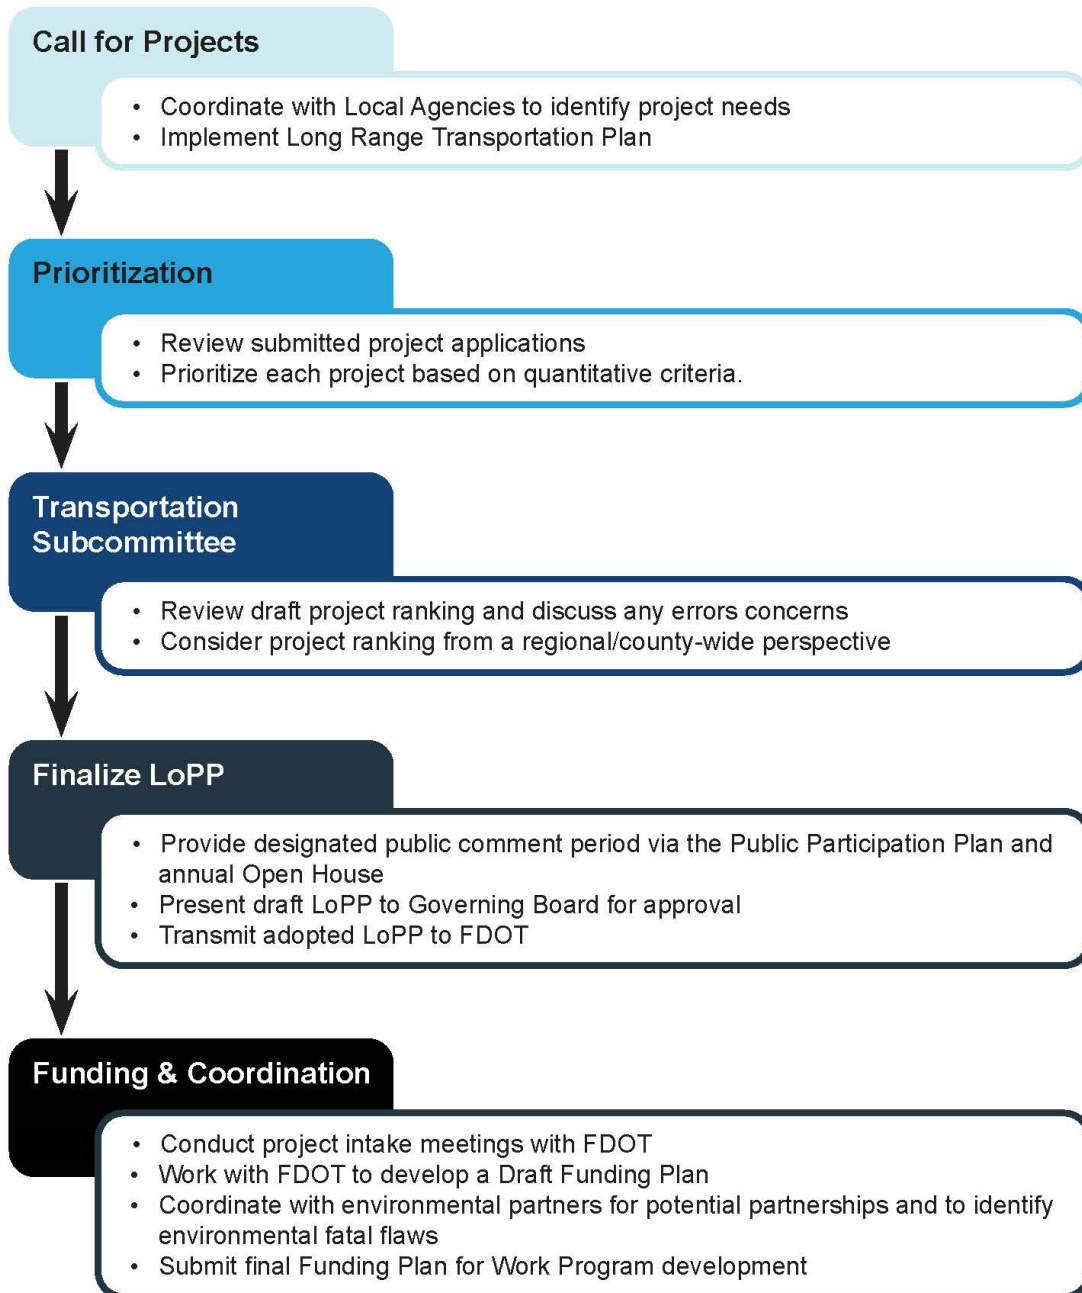 Call for Projects
• Coordinate with Local Agencies to identify project needs
• Implement Long Range Transportation Plan
Prioritization
• Review submitted project applications
• Prioritize each project based on quantitative criteria.
Transportation
Subcommittee
• Review draft project ranking and discuss any errors concerns
• Consider project ranking from a regional/county-wide perspective
Finalize LoPP
• Provide designated public comment period via the Public Participation Plan and
annual Open House
• Present draft LoPP to Governing Board for approval
• Transmit adopted LoPP to FDOT
Funding & Coordination
• Conduct project intake meetings with FDOT
• Work with FDOT to develop a Draft Funding Plan
• Coordinate with environmental partners for potential partnerships and to identify
environmental fatal flaws
• Submit final Funding Plan for Work Program development